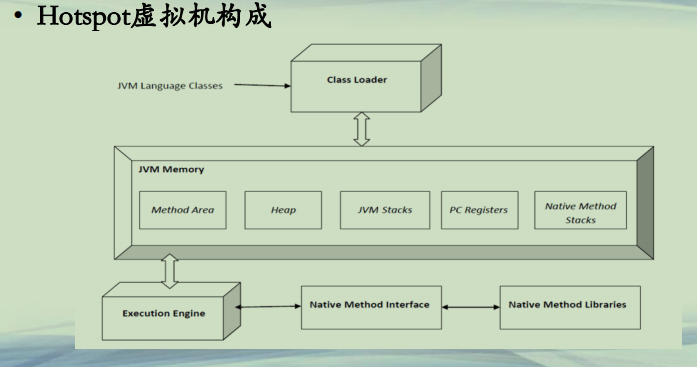 • Hotspot虚拟机构成
Class Loader
JVM Language Classes
JVM Memory
Method Area
Heap
JVM Stacks
PC Registers
Native Method
Stacks
Execution Engine
Native Method Interface
Native Method Libraries